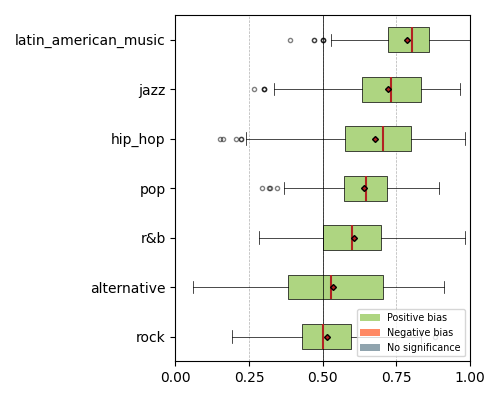 latin_american_music
jazz
hip_hop
pop
r&b
alternative
rock
Positive bias
Negative bias
No significance
0.00 0.25 0.50 0.75 1.00